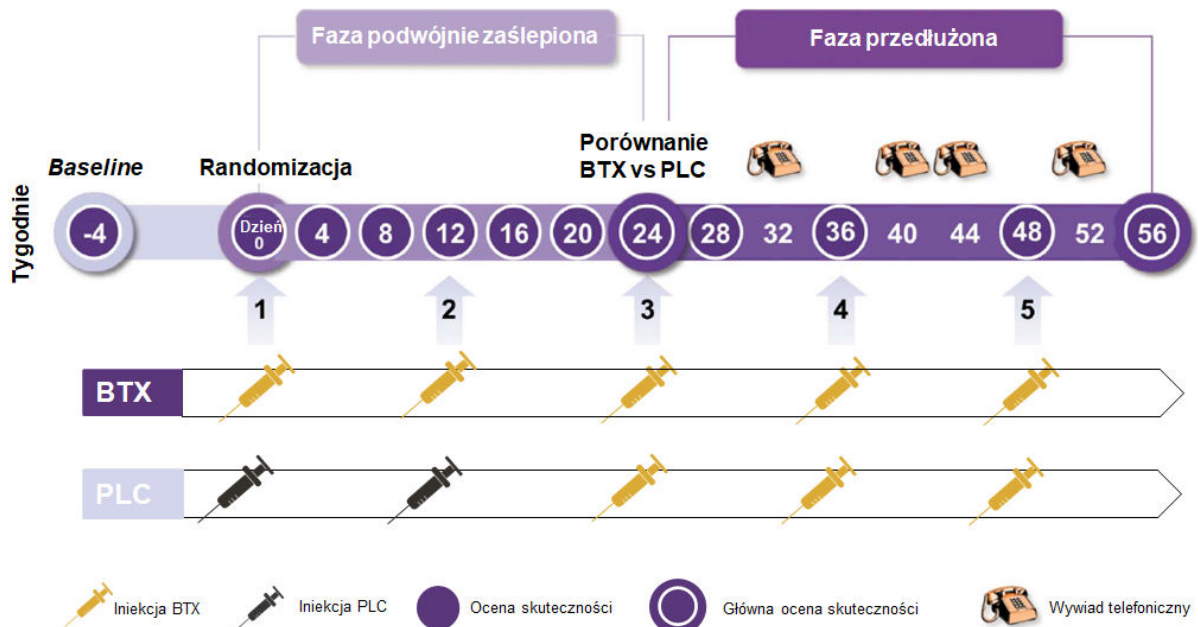 Faza podwójnie zaślepiona
Faza przedłużona
Tygodnie
Baseline
Randomizacja
Porównanie
BTX vs PLC
-4
Dzień
0
4
8
12
16
20
24
28
32
36
40
44
48
52
56
1
2
3
4
5
BTX
PLC
Iniekcja BTX
Iniekcja PLC
Ocena skuteczności
Główna ocena skuteczności
Wywiad telefoniczny